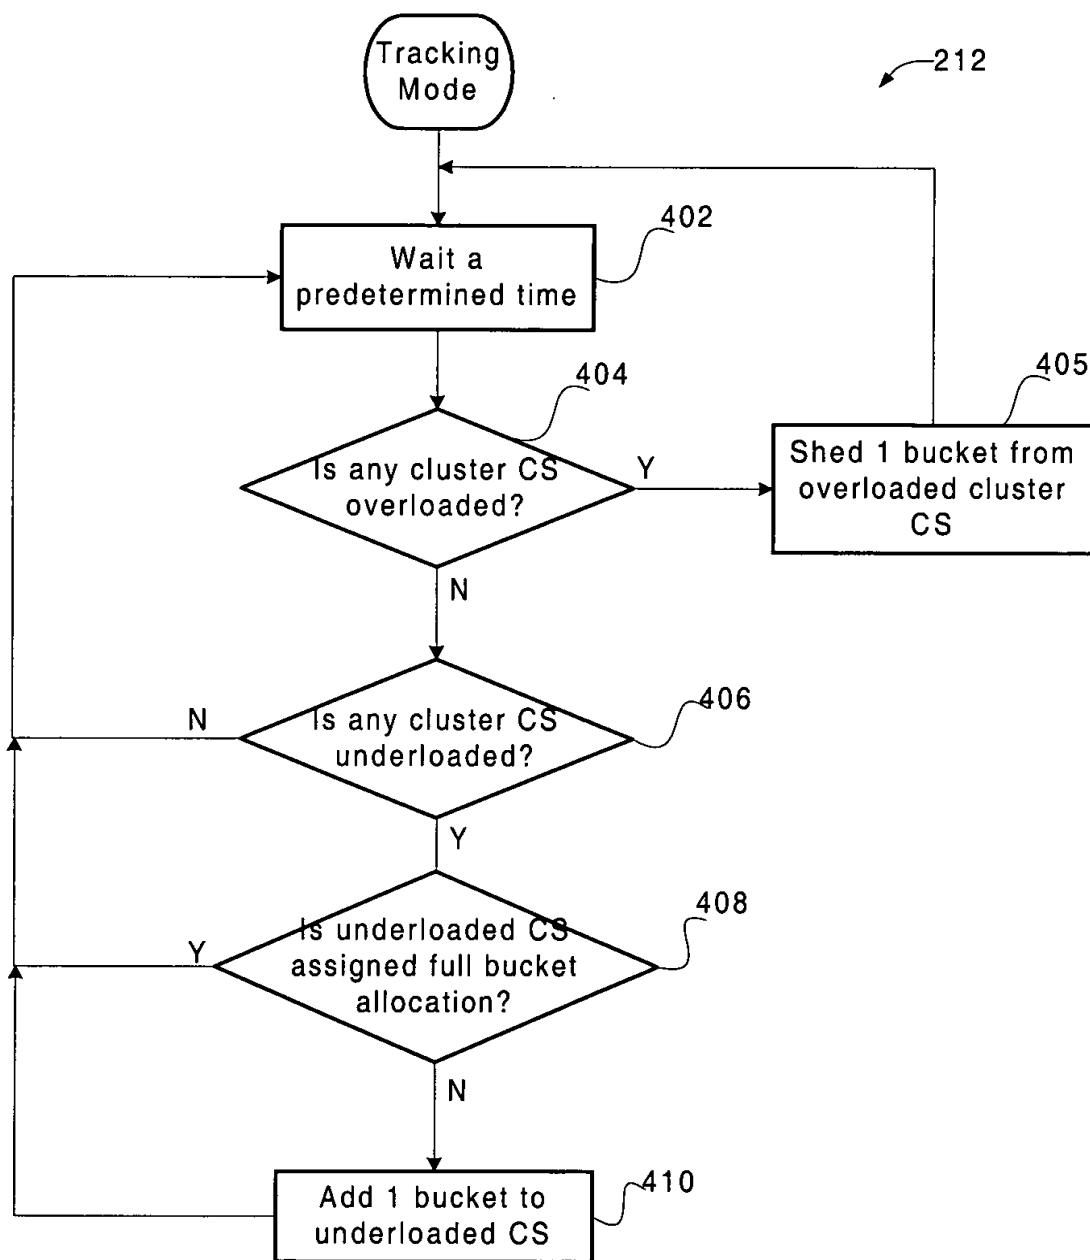 Tracking
Mode
212
402
Wait a
predetermined time
404
405
Is any cluster CS
overloaded?
Y
Shed 1 bucket from
overloaded cluster
CS
N
406
N
Is any cluster CS
underloaded?
Y
408
Y
Is underloaded CS
assigned full bucket
allocation?
N
410
Add 1 bucket to
underloaded CS